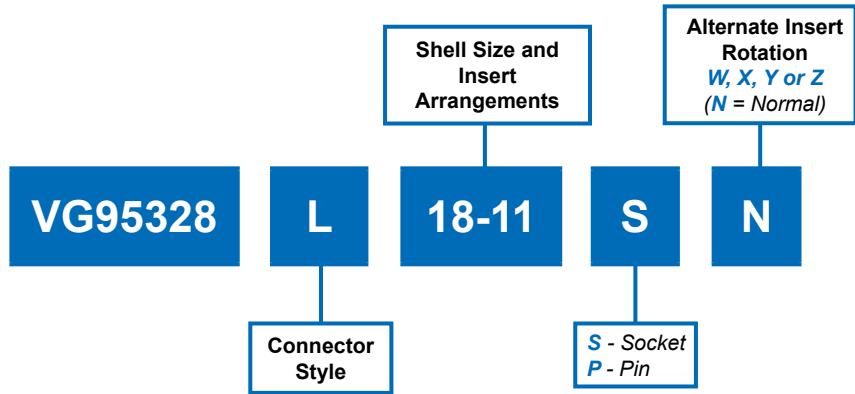 Shell Size and
Insert
Arrangements
Alternate Insert
Rotation
W, X, Y or Z
(N = Normal)
VG95328 L 18-11 S N
Connector
Style
S - Socket
P - Pin